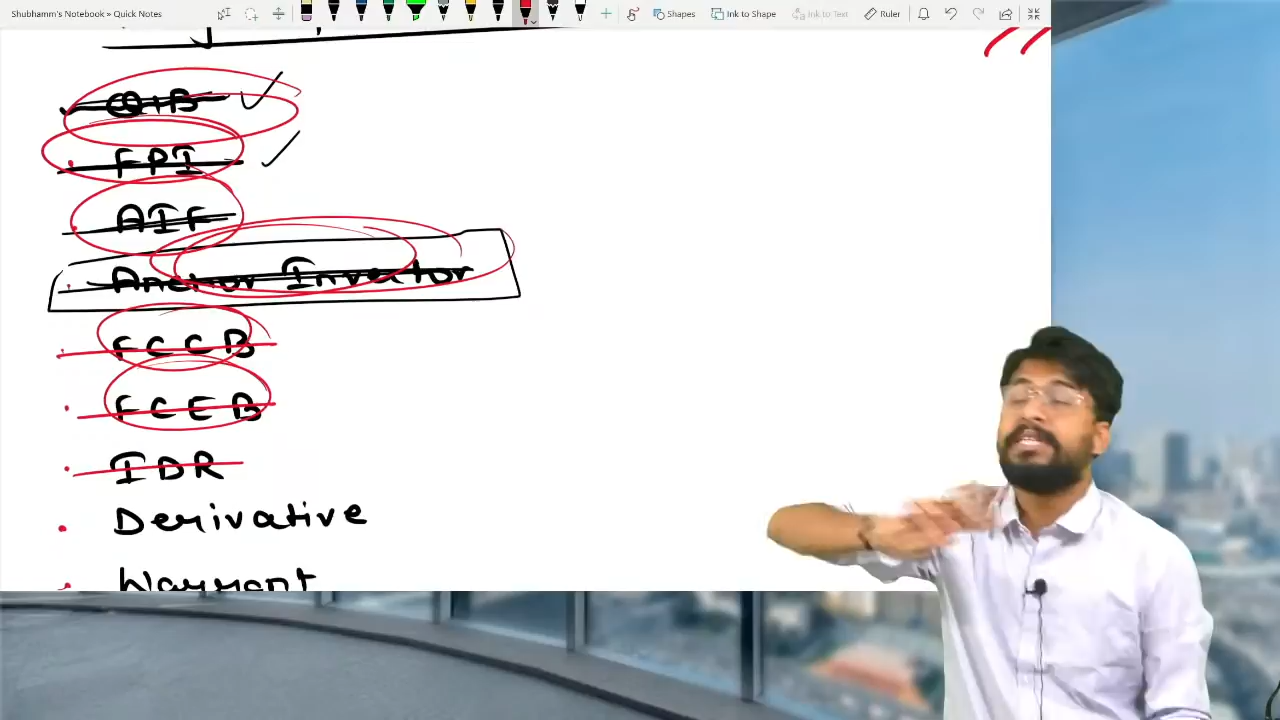 Shubhamm's Notebook » Quick Notes
Shapes
Ink to Shape
Ink to Text
Ruler
QIB
• FPI
• AIF
• Anchor Investor
• FCCB
• FCEB
• IDR
• Derivative
• Warrant